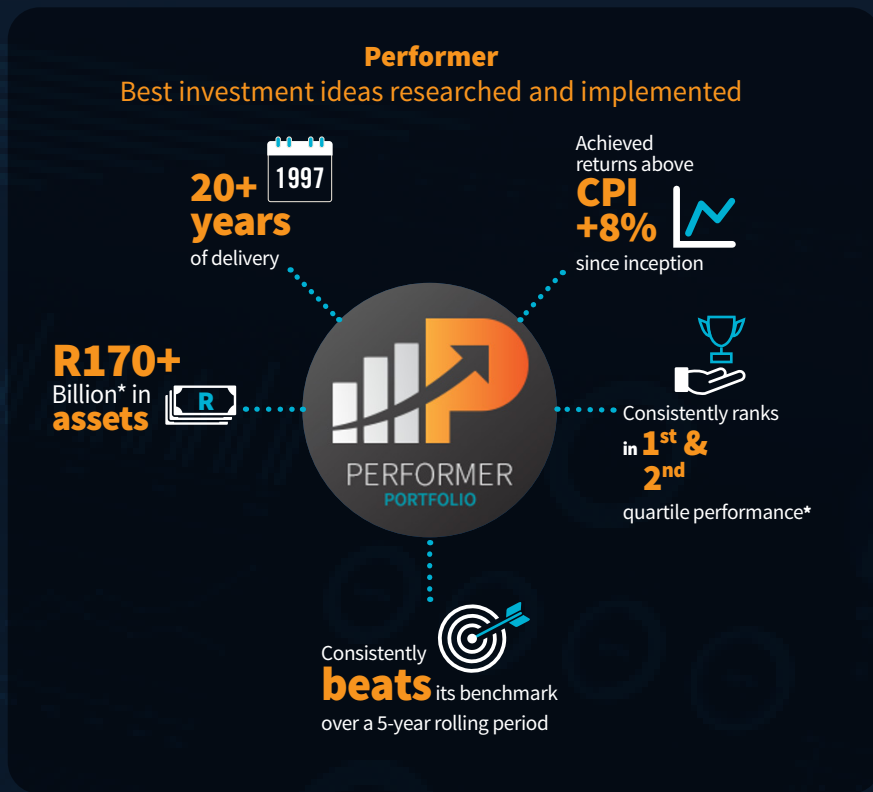 Performer
Best investment ideas researched and implemented
1997
20+
years
of delivery
Achieved
returns above
CPI
+8%
since inception
R170+
Billion* in
assets
R
Consistently ranks
in 1st &
2nd
quartile performance*
P
PERFORMER
PORTFOLIO
Consistently
beats its benchmark
over a 5-year rolling period